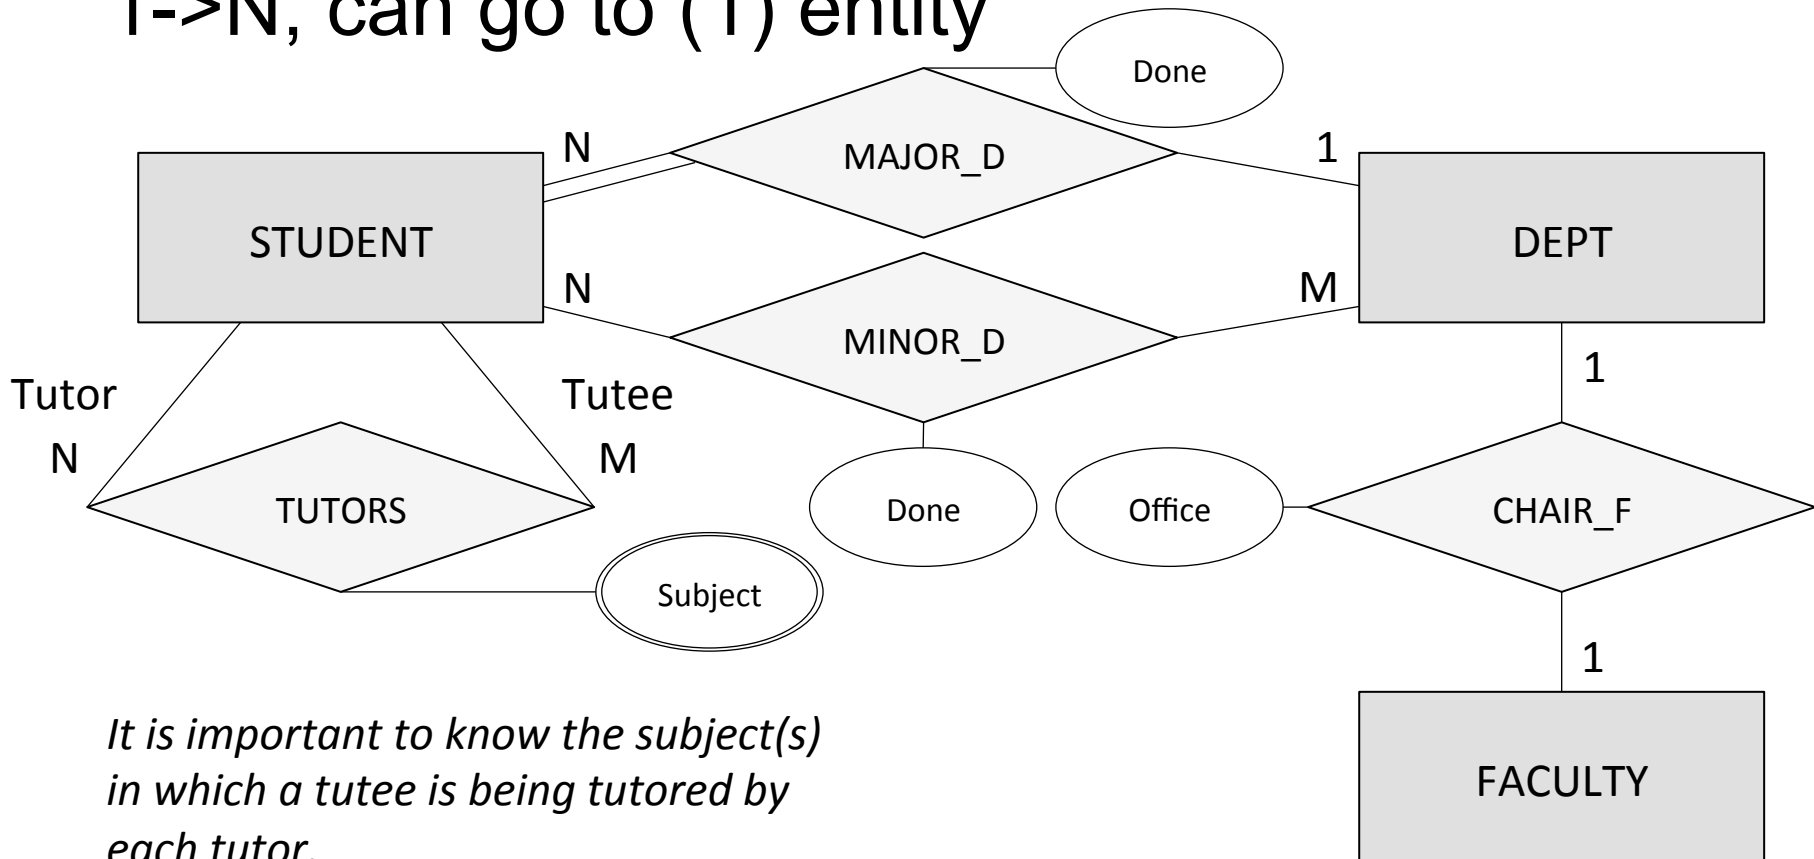 1->N, can go to (1) entity
Done
N
MAJOR_D
1
STUDENT
DEPT
N
M
MINOR_D
1
Tutor
Tutee
N
M
TUTORS
Done
Office
CHAIR_F
Subject
1
It is important to know the subject(s)
in which a tutee is being tutored by
each tutor.
FACULTY